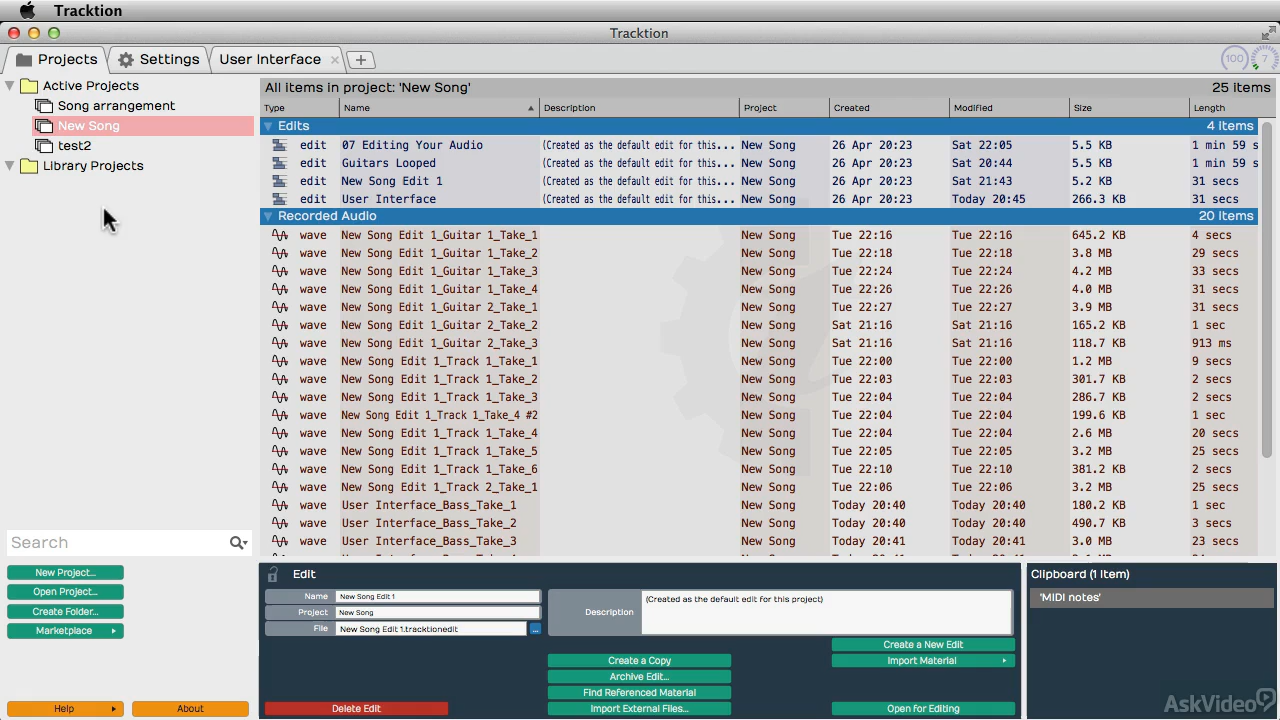 Tracktion
Tracktion
Projects Settings User Interface × +
100 7
Active Projects
Song arrangement
New Song
test2
Library Projects
All items in project: 'New Song' 25 items
Type Name Description Project Created Modified Size Length
Edits 4 Items
edit 07 Editing Your Audio (Created as the default edit for this... New Song 26 Apr 20:23 Sat 22:05 5.5 KB 1 min 59 s
edit Guitars Looped (Created as the default edit for this... New Song 26 Apr 20:23 Sat 20:44 5.5 KB 1 min 59 s
edit New Song Edit 1 (Created as the default edit for this... New Song 26 Apr 20:23 Sat 21:43 5.2 KB 31 secs
edit User Interface (Created as the default edit for this... New Song 26 Apr 20:23 Today 20:45 266.3 KB 31 secs
Recorded Audio 20 Items
wave New Song Edit 1_Guitar 1_Take_1 New Song Tue 22:16 Tue 22:16 645.2 KB 4 secs
wave New Song Edit 1_Guitar 1_Take_2 New Song Tue 22:18 Tue 22:18 3.8 MB 29 secs
wave New Song Edit 1_Guitar 1_Take_3 New Song Tue 22:24 Tue 22:24 4.2 MB 33 secs
wave New Song Edit 1_Guitar 1_Take_4 New Song Tue 22:26 Tue 22:26 4.0 MB 31 secs
wave New Song Edit 1_Guitar 2_Take_1 New Song Tue 22:27 Tue 22:27 3.9 MB 31 secs
wave New Song Edit 1_Guitar 2_Take_2 New Song Sat 21:16 Sat 21:16 165.2 KB 1 sec
wave New Song Edit 1_Guitar 2_Take_3 New Song Sat 21:16 Sat 21:16 118.7 KB 913 ms
wave New Song Edit 1_Track 1_Take_1 New Song Tue 22:00 Tue 22:00 1.2 MB 9 secs
wave New Song Edit 1_Track 1_Take_2 New Song Tue 22:03 Tue 22:03 301.7 KB 2 secs
wave New Song Edit 1_Track 1_Take_3 New Song Tue 22:04 Tue 22:04 286.7 KB 2 secs
wave New Song Edit 1_Track 1_Take_4 #2 New Song Tue 22:04 Tue 22:04 199.6 KB 1 sec
wave New Song Edit 1_Track 1_Take_4 New Song Tue 22:04 Tue 22:04 2.6 MB 20 secs
wave New Song Edit 1_Track 1_Take_5 New Song Tue 22:05 Tue 22:05 3.2 MB 25 secs
wave New Song Edit 1_Track 1_Take_6 New Song Tue 22:10 Tue 22:10 381.2 KB 2 secs
wave New Song Edit 1_Track 2_Take_1 New Song Tue 22:06 Tue 22:06 3.2 MB 25 secs
wave User Interface_Bass_Take_1 New Song Today 20:40 Today 20:40 180.2 KB 1 sec
wave User Interface_Bass_Take_2 New Song Today 20:40 Today 20:40 490.7 KB 3 secs
wave User Interface_Bass_Take_3 New Song Today 20:41 Today 20:41 3.0 MB 23 secs
Search
New Project...
Open Project...
Create Folder...
Marketplace
Help About
Edit
Name New Song Edit 1
Project New Song
File New Song Edit 1.tracktionedit ...
Description (Created as the default edit for this project)
Create a Copy
Archive Edit...
Find Referenced Material
Import External Files...
Delete Edit
Create a New Edit
Import Material
Open for Editing
Clipboard (1 Item)
'MIDI notes'
AskVideo